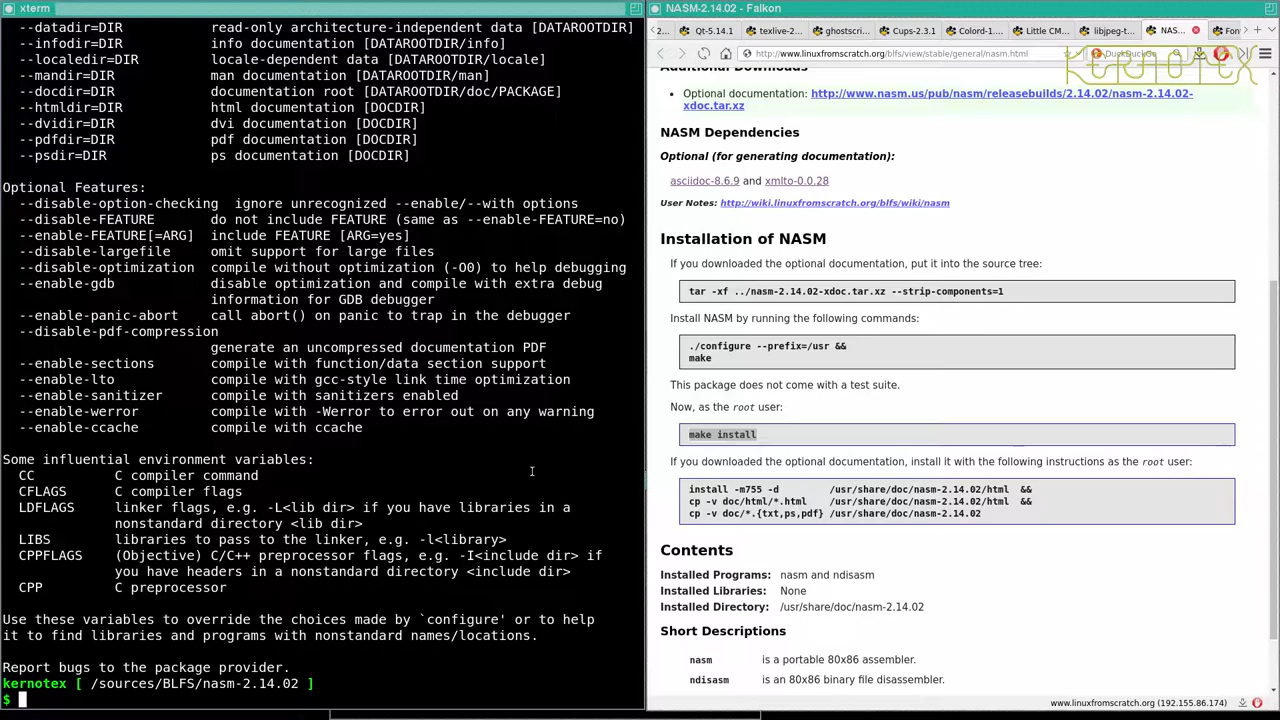 xterm
--datadir=DIR read-only architecture-independent data [DATAROOTDIR]
--infodir=DIR info documentation [DATAROOTDIR/info]
--localedir=DIR locale-dependent data [DATAROOTDIR/locale]
--mandir=DIR man documentation [DATAROOTDIR/man]
--docdir=DIR documentation root [DATAROOTDIR/doc/PACKAGE]
--htmldir=DIR html documentation [DOCDIR]
--dvidir=DIR dvi documentation [DOCDIR]
--pdfdir=DIR pdf documentation [DOCDIR]
--psdir=DIR ps documentation [DOCDIR]
Optional Features:
--disable-option-checking ignore unrecognized --enable/--with options
--disable-FEATURE do not include FEATURE (same as --enable-FEATURE=no)
--enable-FEATURE[=ARG] include FEATURE [ARG=yes]
--disable-largefile omit support for large files
--disable-optimization compile without optimization (-O0) to help debugging
--enable-gdb disable optimization and compile with extra debug
information for GDB debugger
--enable-panic-abort call abort() on panic to trap in the debugger
--disable-pdf-compression
generate an uncompressed documentation PDF
--enable-sections compile with function/data section support
--enable-lto compile with gcc-style link time optimization
--enable-sanitizer compile with sanitizers enabled
--enable-werror compile with -Werror to error out on any warning
--enable-ccache compile with ccache
Some influential environment variables:
CC C compiler command
CFLAGS C compiler flags
LDFLAGS linker flags, e.g. -L<lib dir> if you have libraries in a
nonstandard directory <lib dir>
LIBS libraries to pass to the linker, e.g. -l<library>
CPPFLAGS (Objective) C/C++ preprocessor flags, e.g. -I<include dir> if
you have headers in a nonstandard directory <include dir>
CPP C preprocessor
Use these variables to override the choices made by `configure' or to help
it to find libraries and programs with nonstandard names/locations.
Report bugs to the package provider.
kernotex [ /sources/BLFS/nasm-2.14.02 ]
$
NASM-2.14.02 - Falkon
2... Qt-5.14.1 texlive-2... ghostscri... Cups-2.3.1 Colord-1.... Little CM... libjpeg-t... NAS... Fon
http://www.linuxfromscratch.org/blfs/view/stable/general/nasm.html DuckDuckGo
KERNOTEX
Additional Downloads
• Optional documentation: http://www.nasm.us/pub/nasm/releasebuilds/2.14.02/nasm-2.14.02-
xdoc.tar.xz
NASM Dependencies
Optional (for generating documentation):
asciidoc-8.6.9 and xmlto-0.0.28
User Notes: http://wiki.linuxfromscratch.org/blfs/wiki/nasm
Installation of NASM
If you downloaded the optional documentation, put it into the source tree:
tar -xf ../nasm-2.14.02-xdoc.tar.xz --strip-components=1
Install NASM by running the following commands:
./configure --prefix=/usr &&
make
This package does not come with a test suite.
Now, as the root user:
make install
If you downloaded the optional documentation, install it with the following instructions as the root user:
install -m755 -d /usr/share/doc/nasm-2.14.02/html &&
cp -v doc/html/*.html /usr/share/doc/nasm-2.14.02/html &&
cp -v doc/*.{txt,ps,pdf} /usr/share/doc/nasm-2.14.02
Contents
Installed Programs: nasm and ndisasm
Installed Libraries: None
Installed Directory: /usr/share/doc/nasm-2.14.02
Short Descriptions
nasm is a portable 80x86 assembler.
ndisasm is an 80x86 binary file disassembler.
www.linuxfromscratch.org (192.155.86.174)